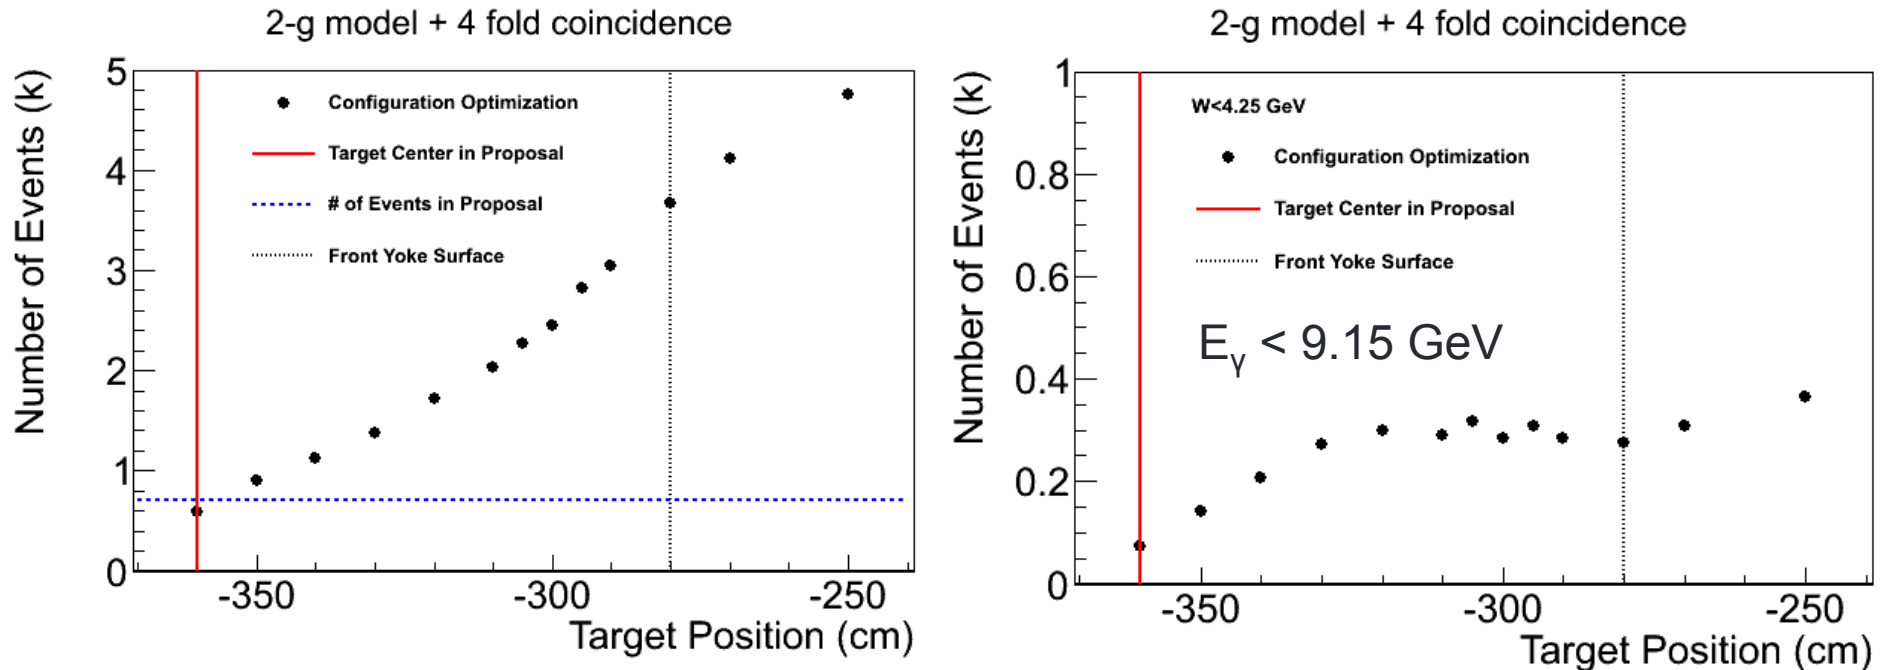 2-g model + 4 fold coincidence
Number of Events (k)
5
4
3
2
1
0
Configuration Optimization
Target Center in Proposal
# of Events in Proposal
Front Yoke Surface
-350
-300
-250
Target Position (cm)
2-g model + 4 fold coincidence
Number of Events (k)
1
0.8
0.6
0.4
0.2
0
W<4.25 GeV
Configuration Optimization
Target Center in Proposal
Front Yoke Surface
Eγ < 9.15 GeV
-350
-300
-250
Target Position (cm)